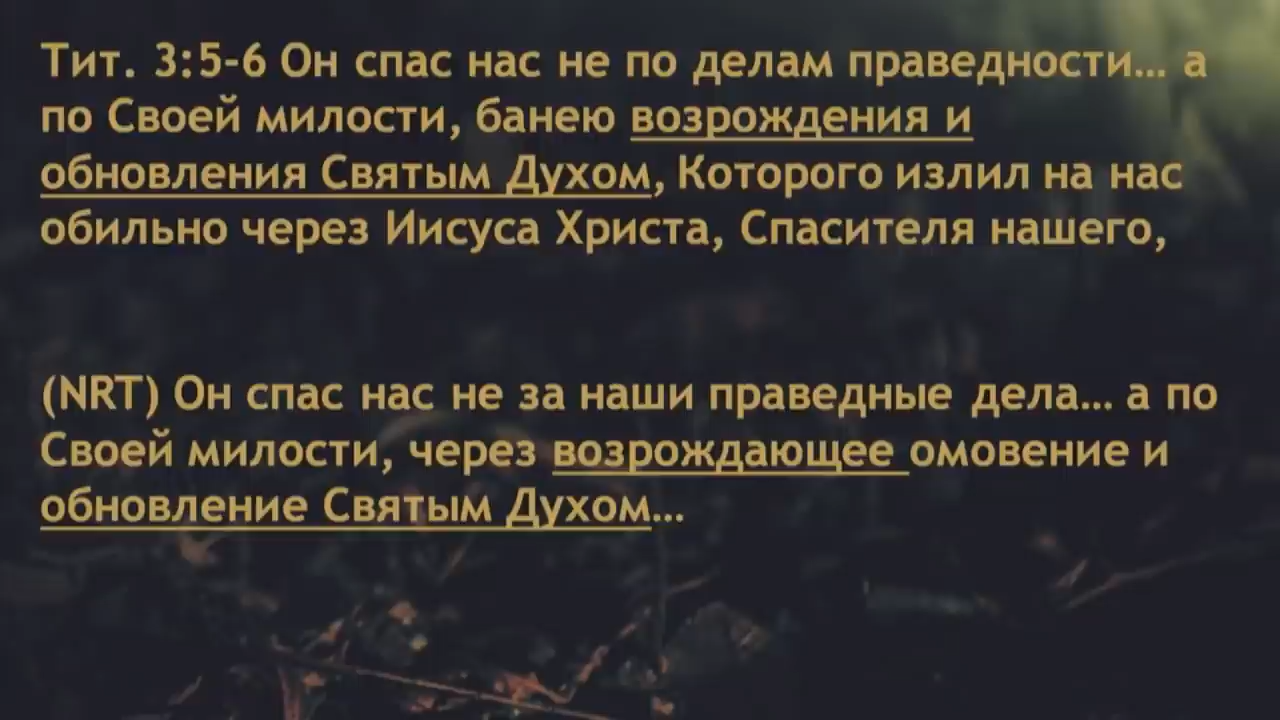 Тит. 3:5-6 Он спас нас не по делам праведности... а
по Своей милости, банею возрождения и
обновления Святым Духом, Которого излил на нас
обильно через Иисуса Христа, Спасителя нашего,
(NRT) Он спас нас не за наши праведные дела... а по
Своей милости, через возрождающее омовение и
обновление Святым Духом...